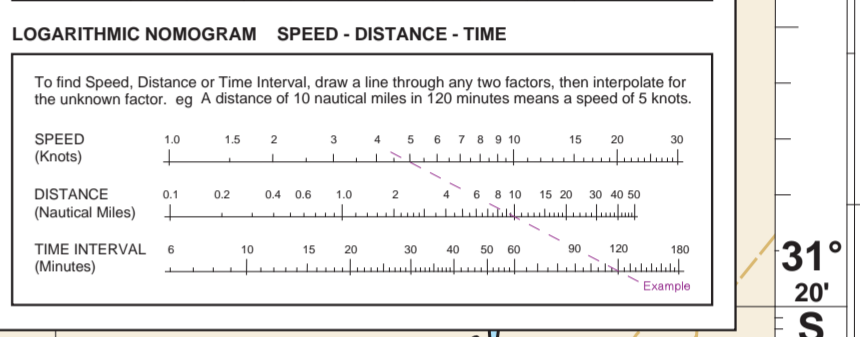 LOGARITHMIC NOMOGRAM SPEED - DISTANCE - TIME
To find Speed, Distance or Time Interval, draw a line through any two factors, then interpolate for
the unknown factor. eg A distance of 10 nautical miles in 120 minutes means a speed of 5 knots.
SPEED 1.0 1.5 2 3 4 5 6 7 8 9 10 15 20 30
(Knots)
DISTANCE 0.1 0.2 0.4 0.6 1.0 2 4 6 8 10 15 20 30 40 50
(Nautical Miles)
TIME INTERVAL 6 10 15 20 30 40 50 60 90 120 180
(Minutes)
Example
31°
20'
S